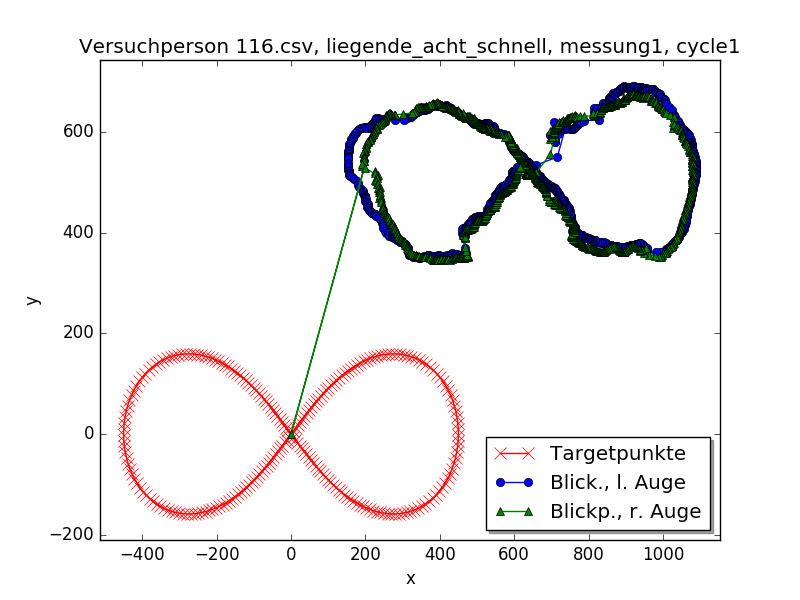 Versuchperson 116.csv, liegende_acht_schnell, messung1, cycle1
y
600
400
200
0
−200
−400
−200
0
200
400
600
800
1000
x
Targetpunkte
Blick., l. Auge
Blickp., r. Auge